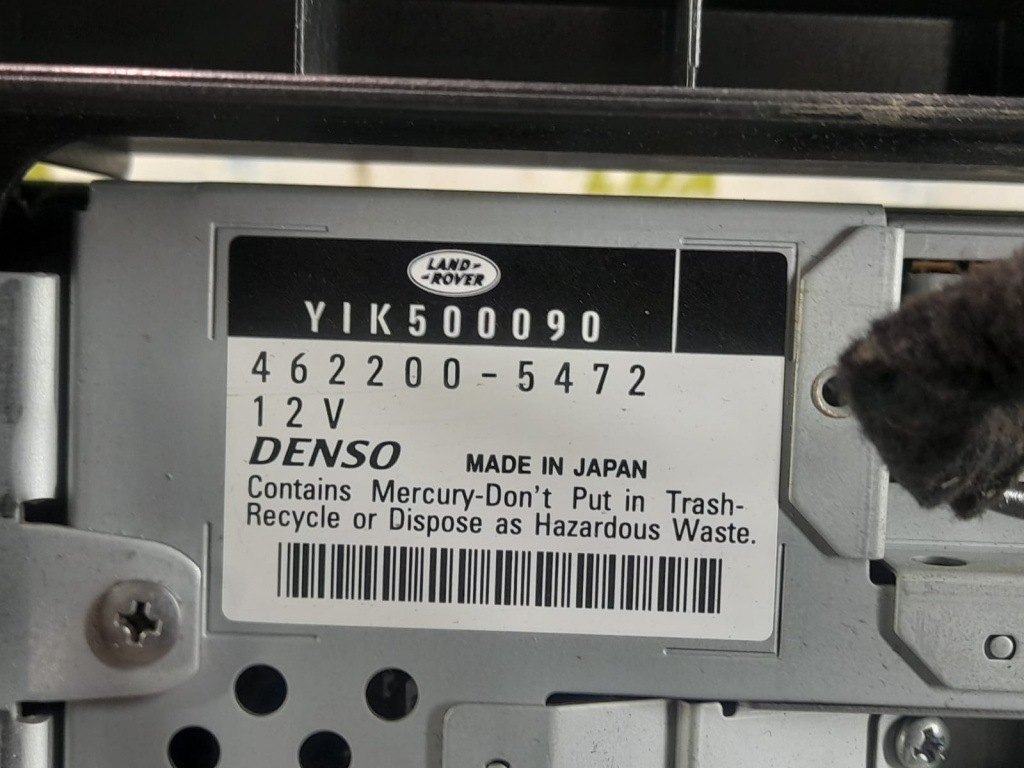 LAND-
-ROVER
YIK500090
462200-5472
12V
DENSO
MADE IN JAPAN
Contains Mercury-Don't Put in Trash-
Recycle or Dispose as Hazardous Waste.